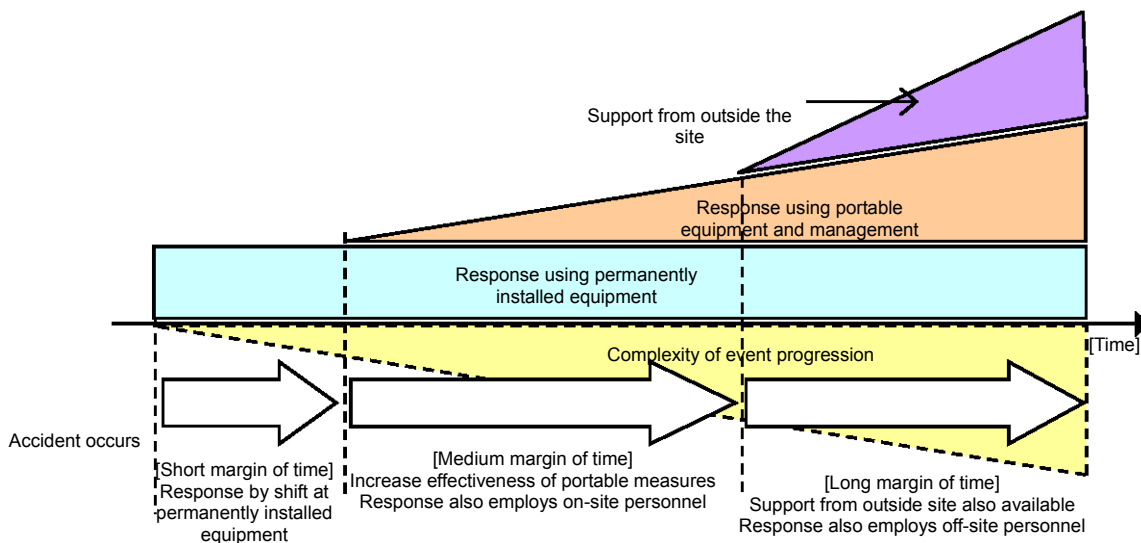 Support from outside the
site
Response using portable
equipment and management
Response using permanently
installed equipment
[Time]
Complexity of event progression
Accident occurs
[Short margin of time]
Response by shift at
permanently installed
equipment
[Medium margin of time]
Increase effectiveness of portable measures
Response also employs on-site personnel
[Long margin of time]
Support from outside site also available
Response also employs off-site personnel